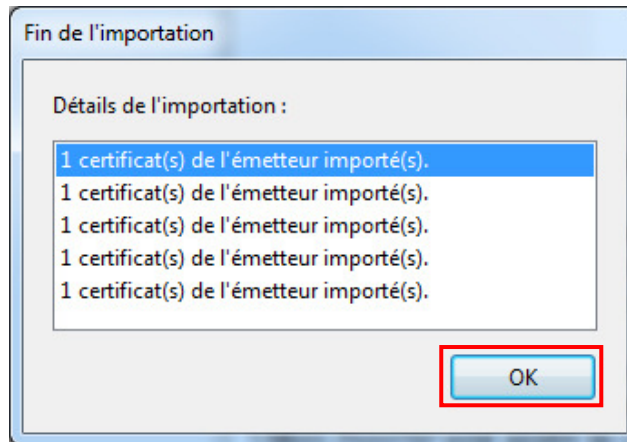 Fin de l'importation
Détails de l'importation :
1 certificat(s) de l'émetteur importé(s).
1 certificat(s) de l'émetteur importé(s).
1 certificat(s) de l'émetteur importé(s).
1 certificat(s) de l'émetteur importé(s).
1 certificat(s) de l'émetteur importé(s).
OK